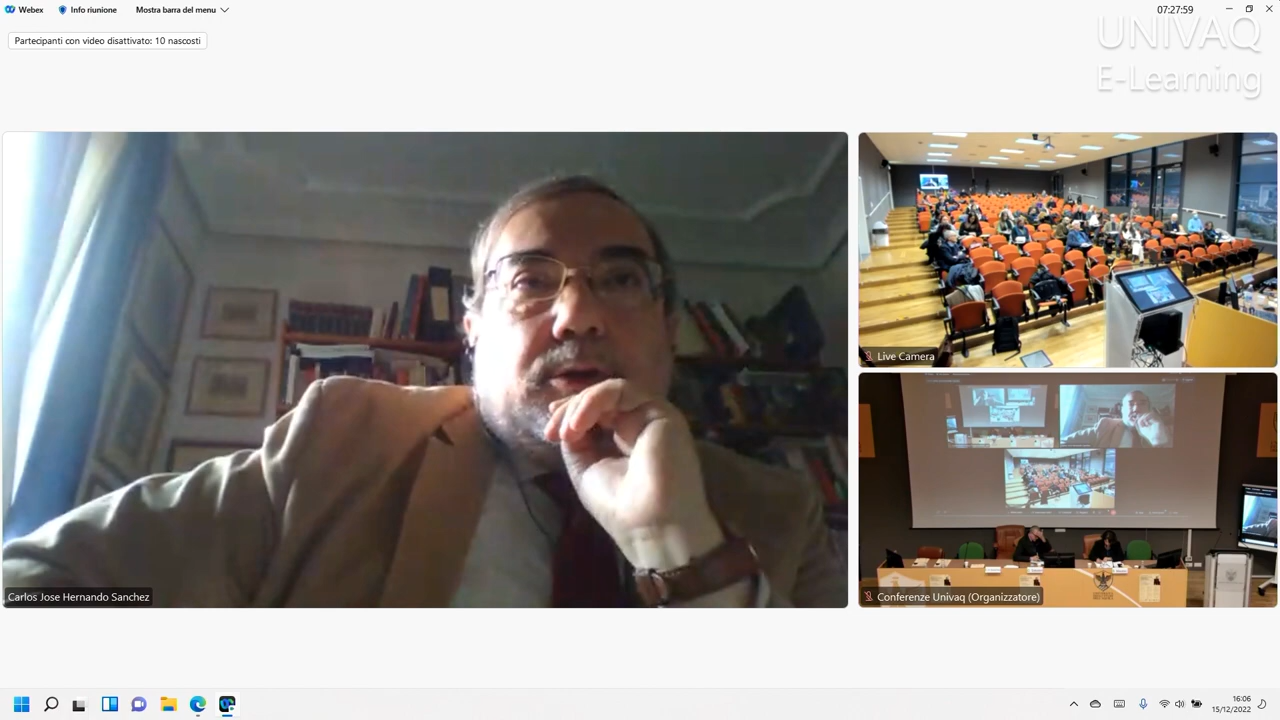 Webex
Info riunione
Mostra barra del menu
07:27:59
Partecipanti con video disattivato: 10 nascosti
UNIVAQ
E-Learning
Carlos Jose Hernando Sanchez
Live Camera
Conferenze Univaq (Organizzatore)
16:06
15/12/2022